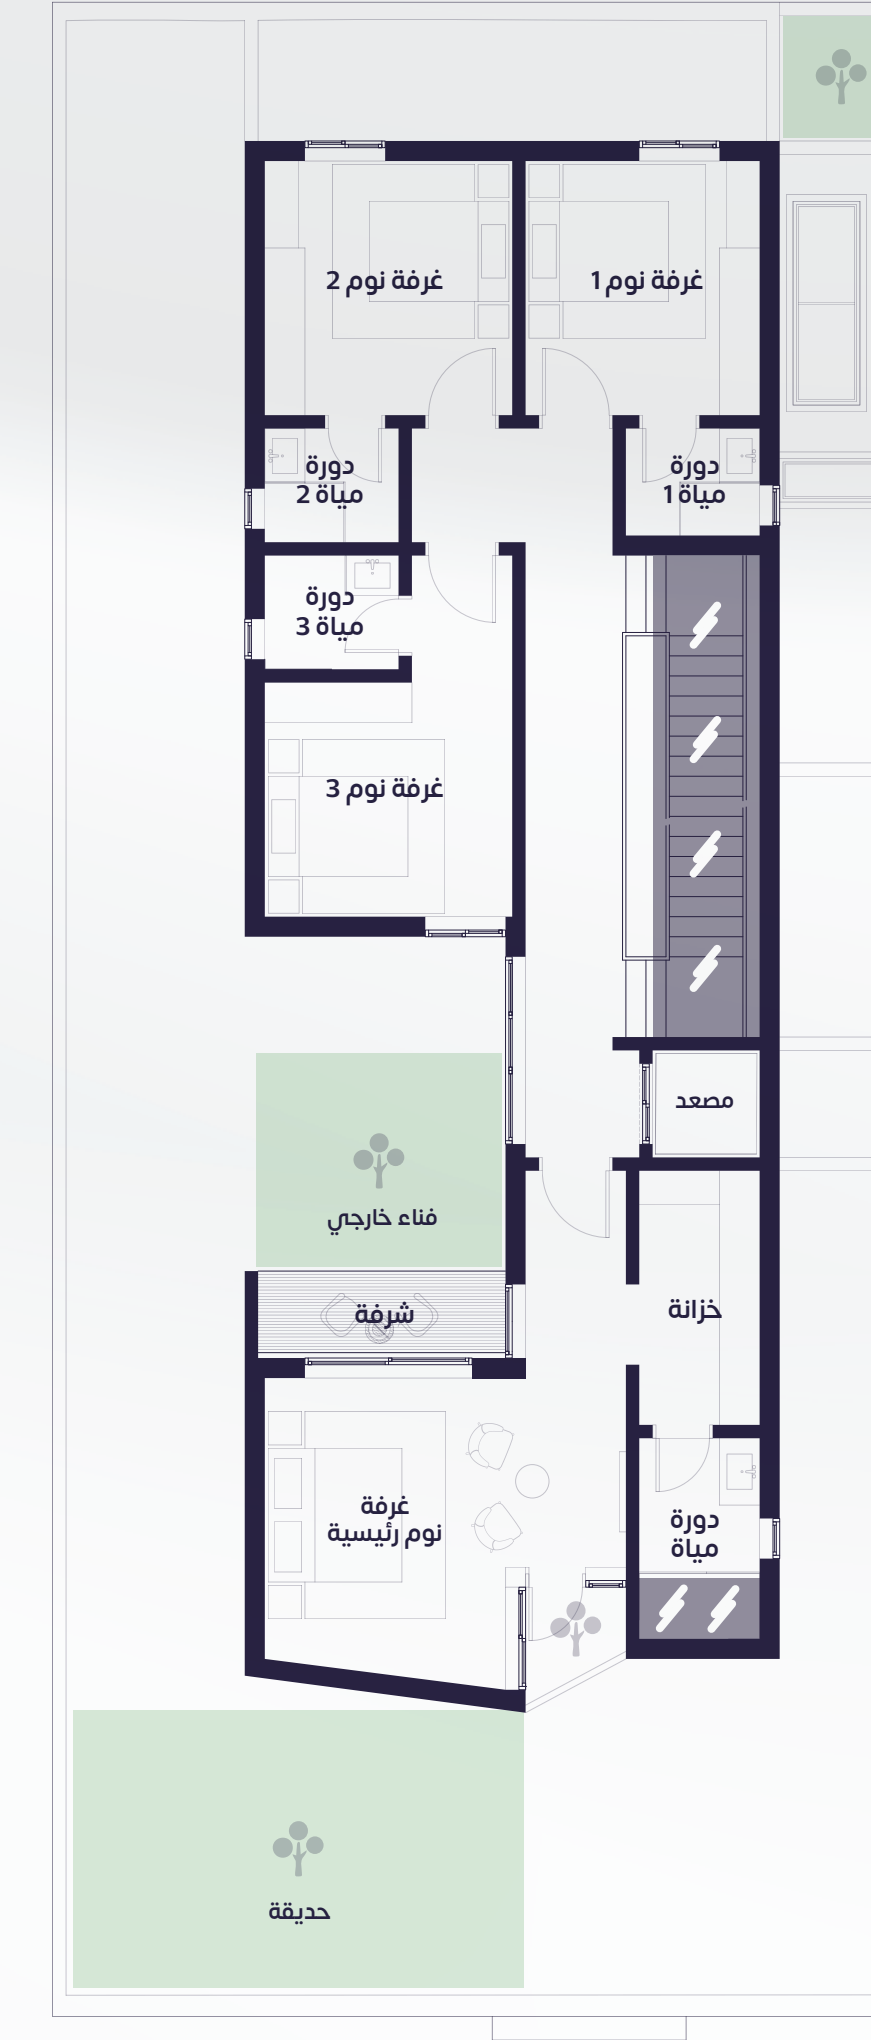 غرفة نوم 1
غرفة نوم 2
دورة
مياة 1
دورة
مياة 2
دورة
مياة 3
غرفة نوم 3
مصعد
فناء خارجي
خزانة
شرفة
غرفة
نوم رئيسية
دورة
مياة
حديقة